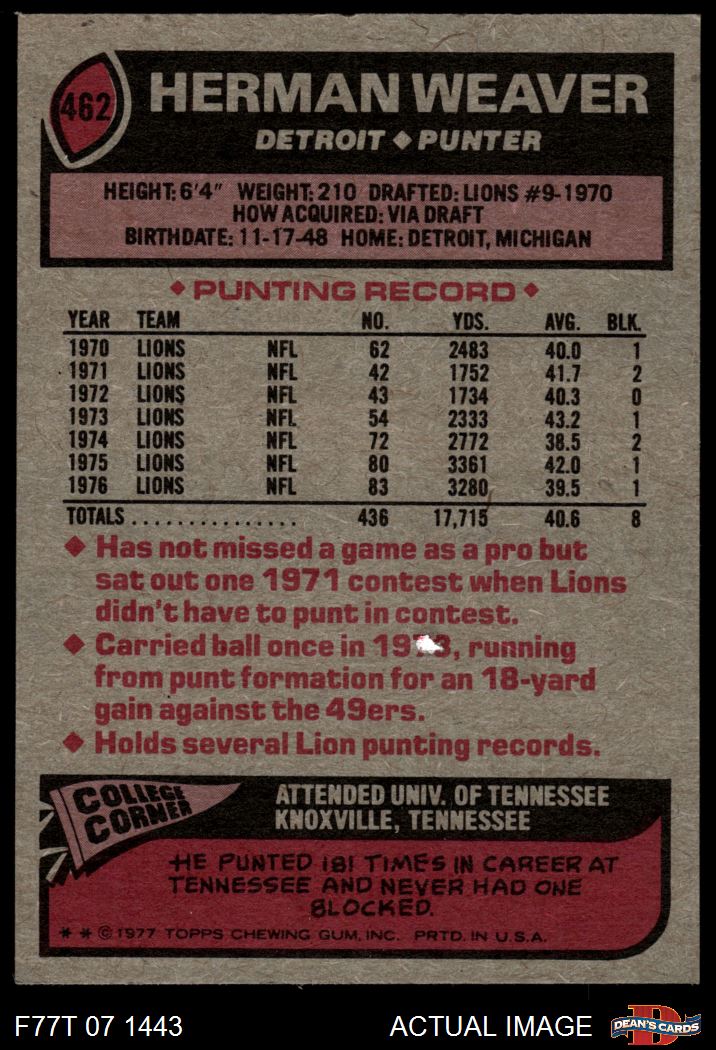 462
HERMAN WEAVER
DETROIT ◆ PUNTER
HEIGHT: 6'4" WEIGHT: 210 DRAFTED: LIONS #9-1970
HOW ACQUIRED: VIA DRAFT
BIRTHDATE: 11-17-48 HOME: DETROIT, MICHIGAN
◆ PUNTING RECORD ◆
YEAR TEAM NO. YDS. AVG. BLK.
1970 LIONS NFL 62 2483 40.0 1
1971 LIONS NFL 42 1752 41.7 2
1972 LIONS NFL 43 1734 40.3 0
1973 LIONS NFL 54 2333 43.2 1
1974 LIONS NFL 72 2772 38.5 2
1975 LIONS NFL 80 3361 42.0 1
1976 LIONS NFL 83 3280 39.5 1
TOTALS ............... 436 17,715 40.6 8
◆ Has not missed a game as a pro but
sat out one 1971 contest when Lions
didn't have to punt in contest.
◆ Carried ball once in running
from punt formation for an 18-yard
gain against the 49ers.
◆ Holds several Lion punting records.
COLLEGE
CORNER
ATTENDED UNIV. OF TENNESSEE
KNOXVILLE, TENNESSEE
HE PUNTED 181 TIMES IN CAREER AT
TENNESSEE AND NEVER HAD ONE
BLOCKED.
* * © 1977 TOPPS CHEWING GUM, INC. PRTD. IN U.S.A.
F77T 07 1443 ACTUAL IMAGE
D
DEAN'S CARDS